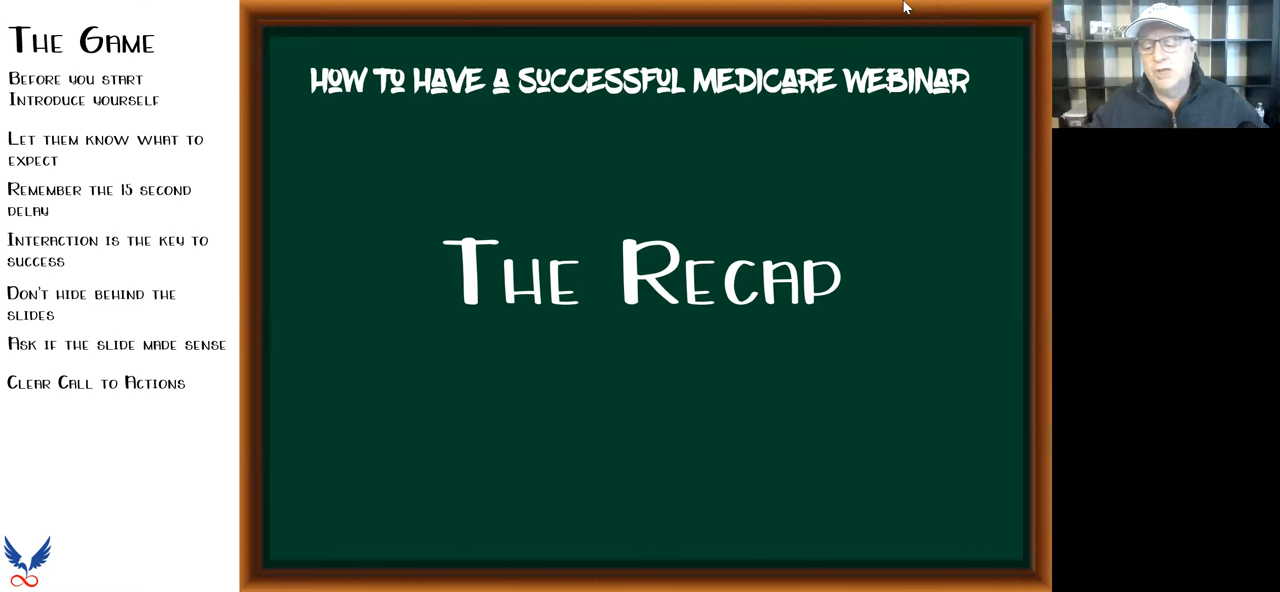 The Game
Before you start
Introduce yourself
Let them know what to
expect
Remember the 15 second
delay
Interaction is the key to
success
Don't hide behind the
slides
Ask if the slide made sense
Clear Call to Actions
How to Have a Successful Medicare Webinar
The Recap